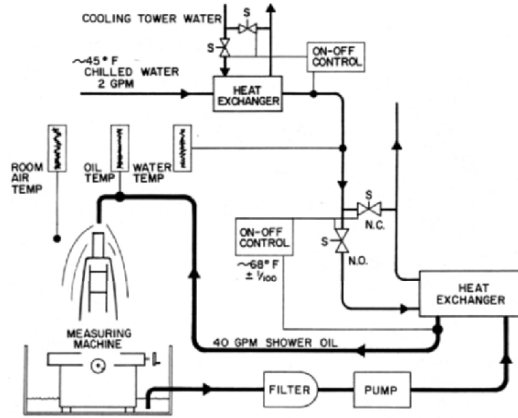 COOLING TOWER WATER
S
S
~45° F
CHILLED WATER
2 GPM
ON-OFF
CONTROL
HEAT
EXCHANGER
ROOM
AIR
TEMP
OIL
TEMP
WATER
TEMP
S
N.C.
ON-OFF
CONTROL
S
N.O.
~68° F
± 1/100
HEAT
EXCHANGER
MEASURING
MACHINE
40 GPM SHOWER OIL
FILTER
PUMP